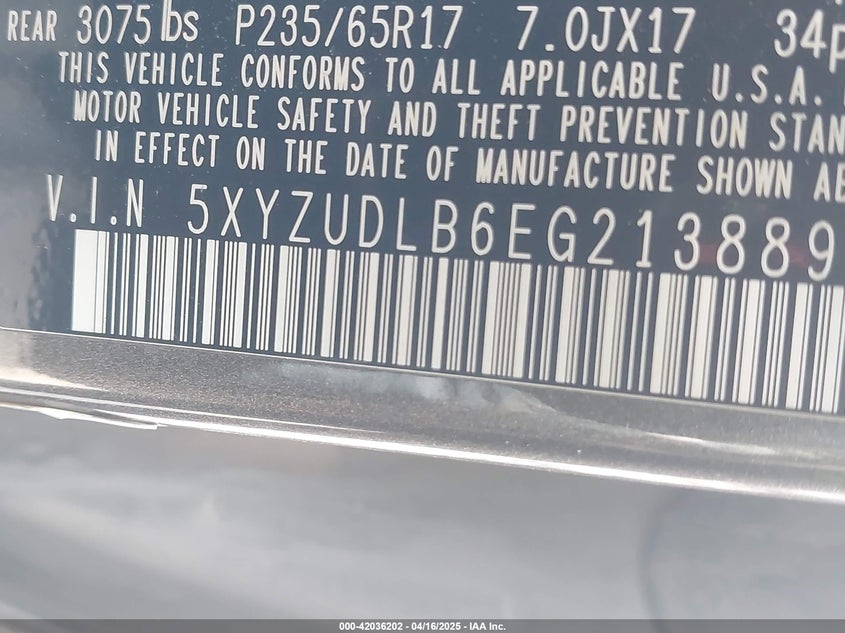 REAR 3075 lbs P235/65R17 7.0JX17 34p
THIS VEHICLE CONFORMS TO ALL APPLICABLE U.S.A.
MOTOR VEHICLE SAFETY AND THEFT PREVENTION STAN
IN EFFECT ON THE DATE OF MANUFACTURE SHOWN AB
V.I.N 5XYZUDLB6EG213889
000-42036202 - 04/16/2025 - IAA Inc.